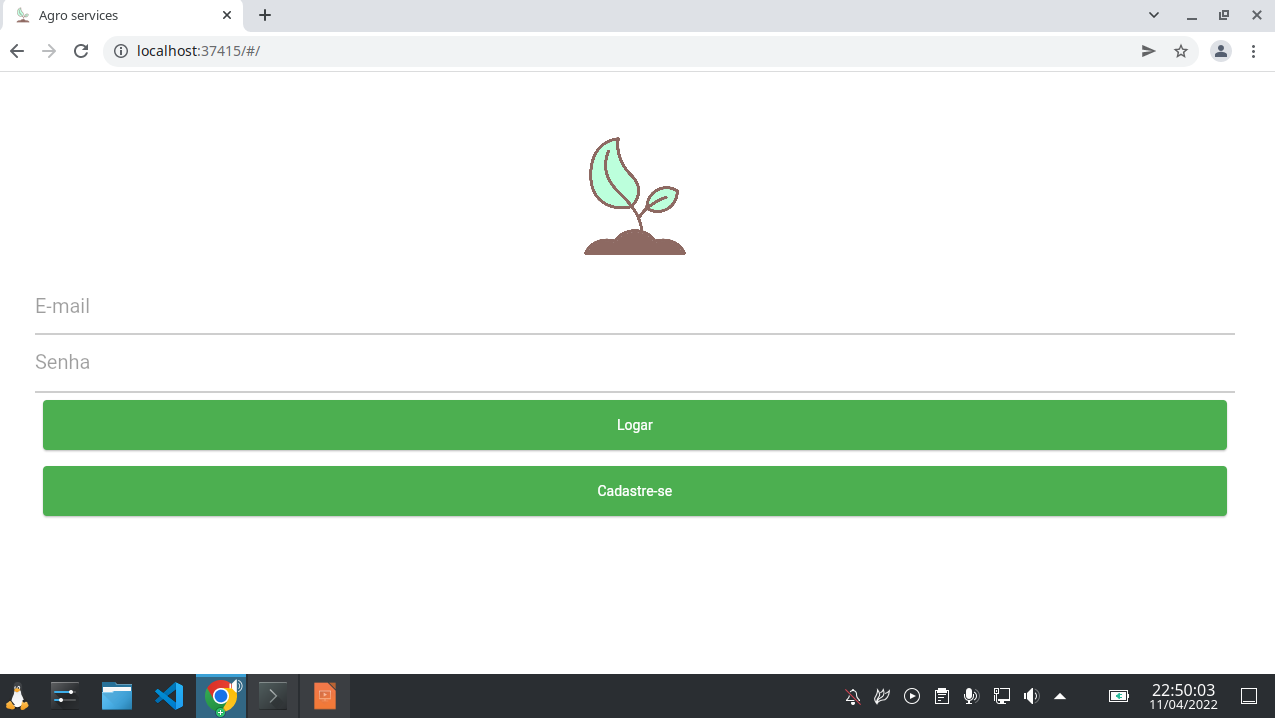 Agro services
localhost:37415/#/
E-mail
Senha
Logar
Cadastre-se
22:50:03
11/04/2022